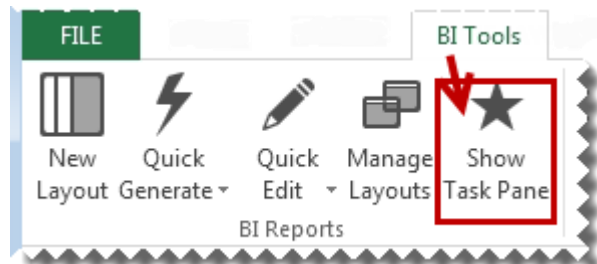 FILE BI Tools
New Quick Quick Manage Show
Layout Generate Edit Layouts Task Pane
BI Reports